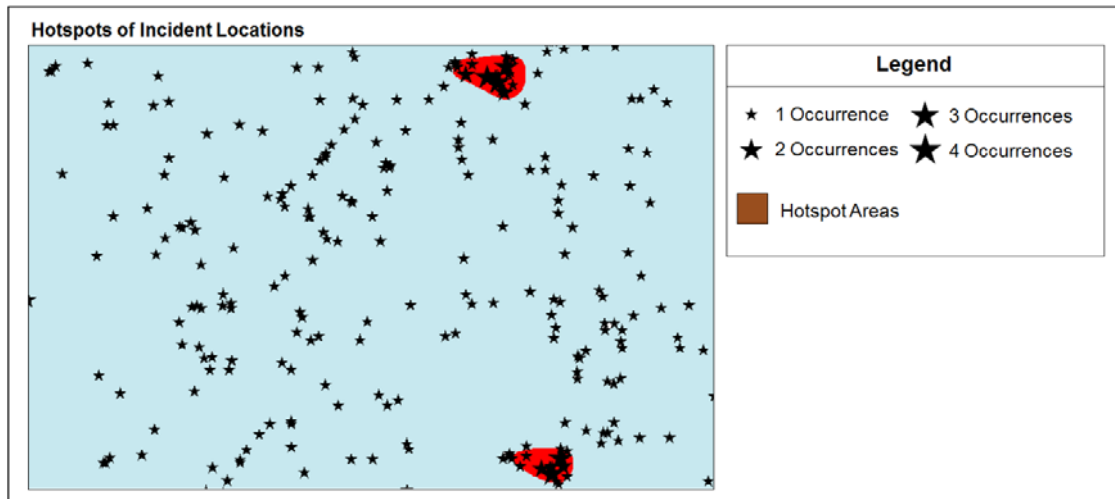 Hotspots of Incident Locations
Legend
1 Occurrence
3 Occurrences
2 Occurrences
4 Occurrences
Hotspot Areas